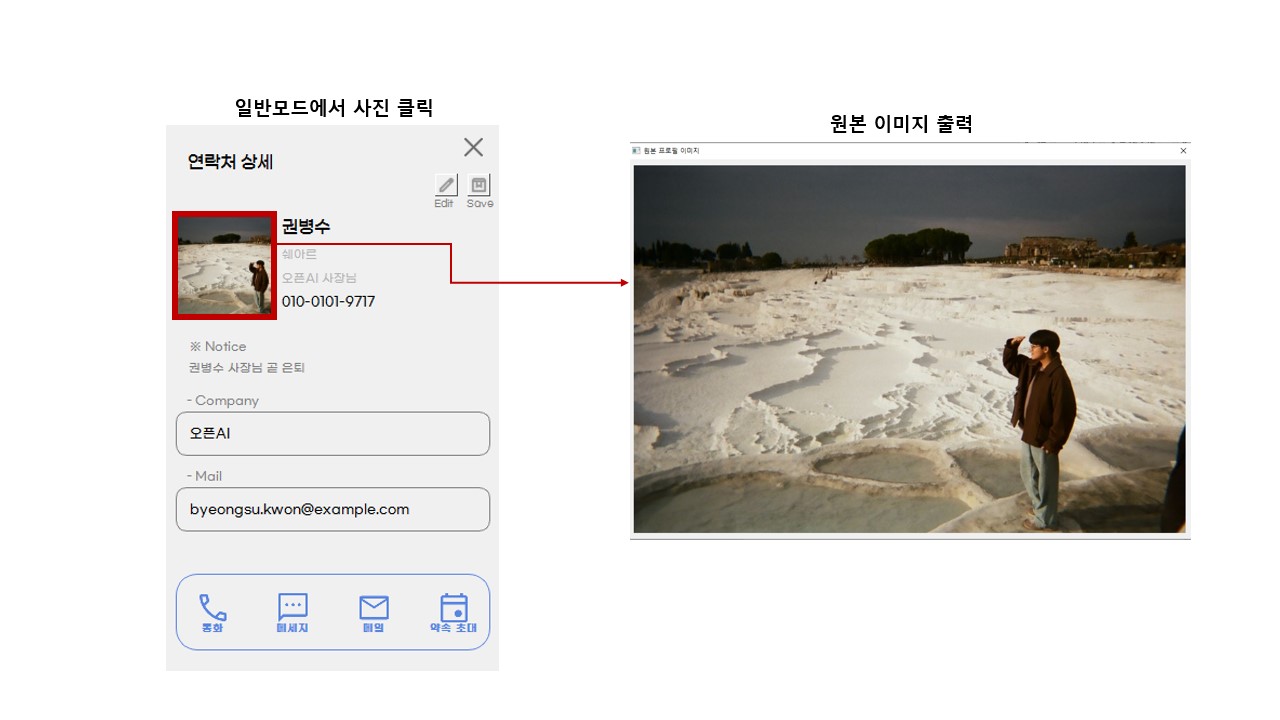 일반모드에서 사진 클릭
연락처 상세
Edit
Save
권병수
쉐아르
오픈AI 사장님
010-0101-9717
※ Notice
권병수 사장님 곧 은퇴
- Company
오픈AI
- Mail
byeongsu.kwon@example.com
통화
메세지
메일
약속 초대
원본 이미지 출력
원본 프로필 이미지